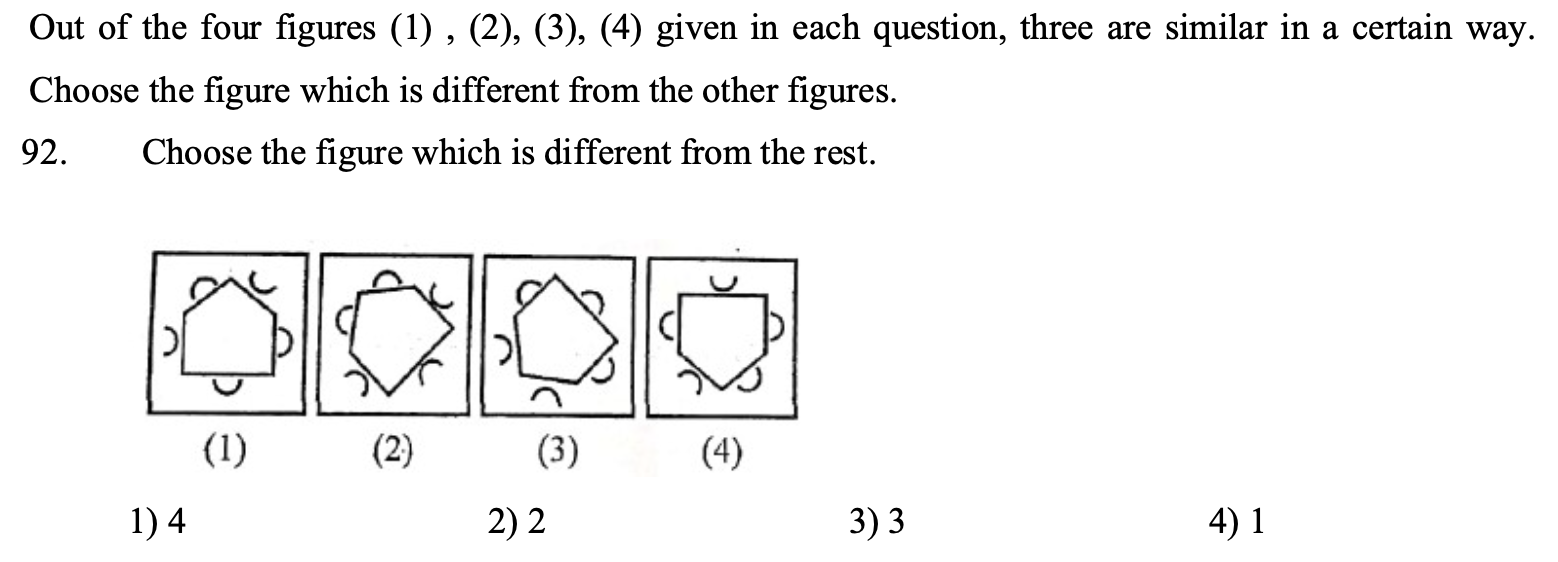 Out of the four figures (1) , (2), (3), (4) given in each question, three are similar in a certain way.
Choose the figure which is different from the other figures.
92. Choose the figure which is different from the rest.
(1) (2) (3) (4)
1) 4 2) 2 3) 3 4) 1